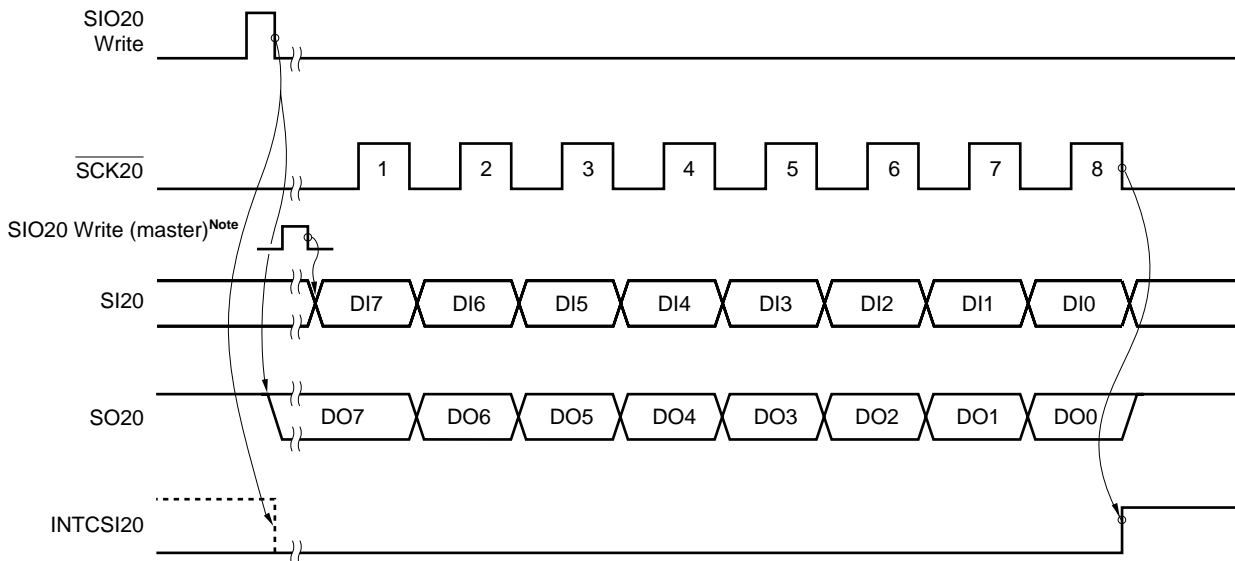 SIO20
Write
SCK20
1 2 3 4 5 6 7 8
SIO20 Write (master)Note
SI20
DI7 DI6 DI5 DI4 DI3 DI2 DI1 DI0
SO20
DO7 DO6 DO5 DO4 DO3 DO2 DO1 DO0
INTCSI20